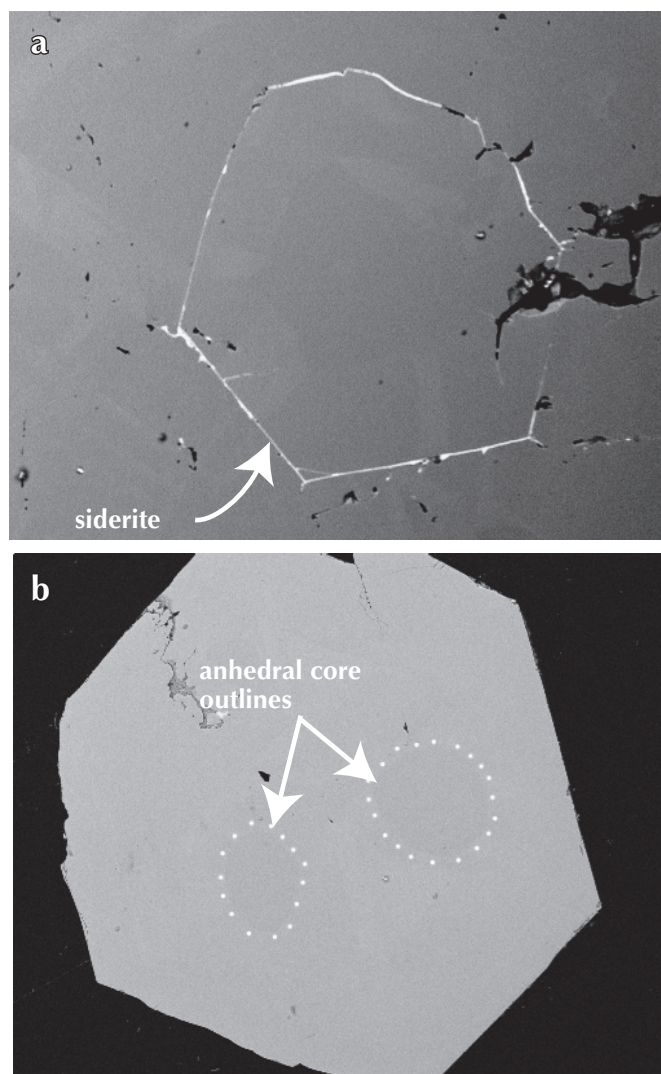 a
siderite
b
anhedral core
outlines